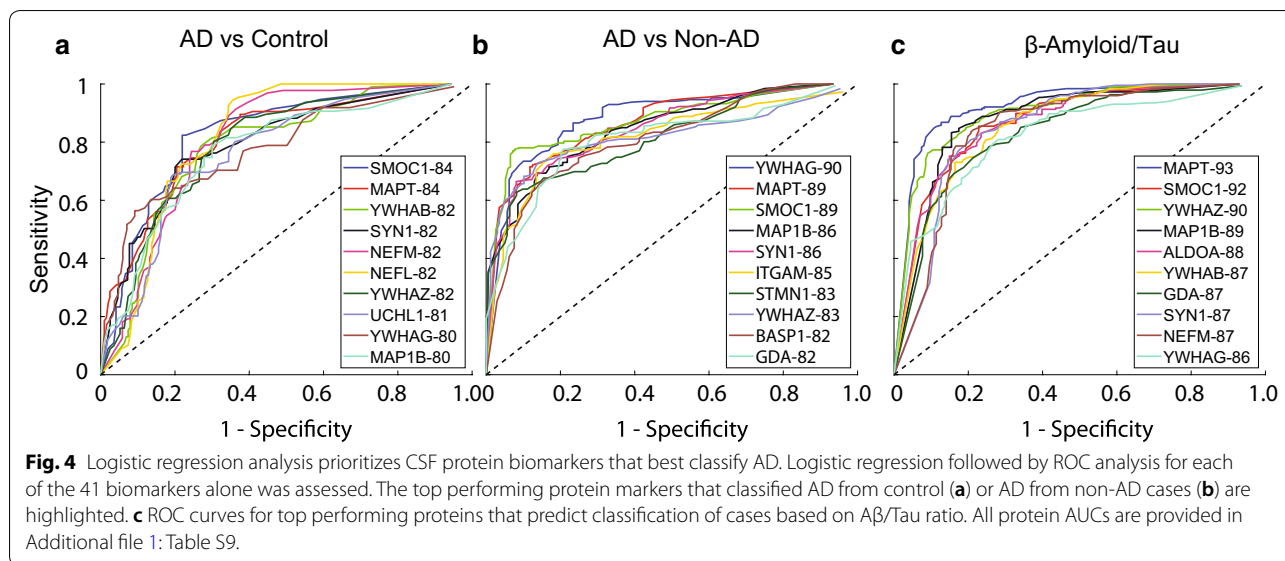 a
AD vs Control
Sensitivity
1
0.8
0.6
0.4
0.2
0
0.2
0.4
0.6
0.8
1.0
1 - Specificity
SMOC1-84
MAPT-84
YWHAB-82
SYN1-82
NEFM-82
NEFL-82
YWHAZ-82
UCHL1-81
YWHAG-80
MAP1B-80
b
AD vs Non-AD
0
0.2
0.4
0.6
0.8
1.0
1 - Specificity
YWHAG-90
MAPT-89
SMOC1-89
MAP1B-86
SYN1-86
ITGAM-85
STMN1-83
YWHAZ-83
BASP1-82
GDA-82
c
β-Amyloid/Tau
0
0.2
0.4
0.6
0.8
1.0
1 - Specificity
MAPT-93
SMOC1-92
YWHAZ-90
MAP1B-89
ALDOA-88
YWHAB-87
GDA-87
SYN1-87
NEFM-87
YWHAG-86
Fig. 4 Logistic regression analysis prioritizes CSF protein biomarkers that best classify AD. Logistic regression followed by ROC analysis for each
of the 41 biomarkers alone was assessed. The top performing protein markers that classified AD from control (a) or AD from non-AD cases (b) are
highlighted. c ROC curves for top performing proteins that predict classification of cases based on Aβ/Tau ratio. All protein AUCs are provided in
Additional file 1: Table S9.